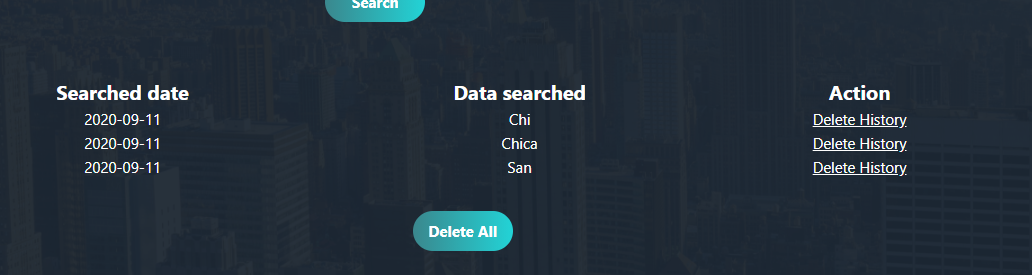 Search
Searched date Data searched Action
2020-09-11 Chi Delete History
2020-09-11 Chica Delete History
2020-09-11 San Delete History
Delete All